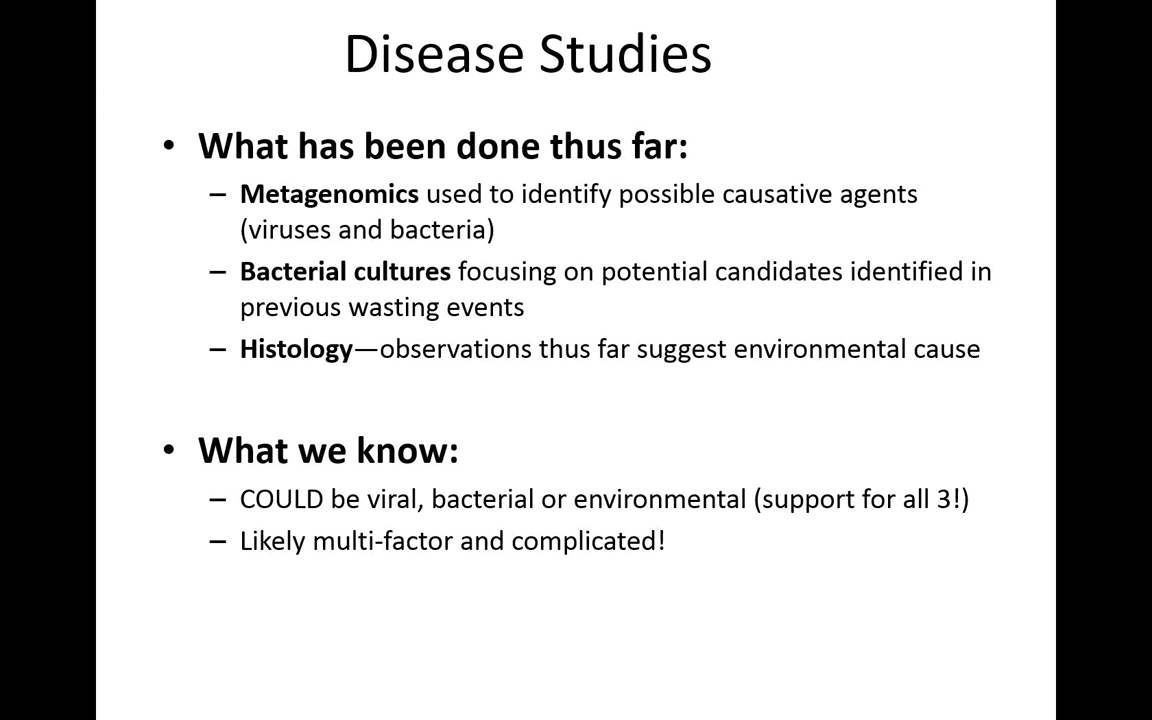 Disease Studies
• What has been done thus far:
– Metagenomics used to identify possible causative agents
(viruses and bacteria)
– Bacterial cultures focusing on potential candidates identified in
previous wasting events
– Histology—observations thus far suggest environmental cause
• What we know:
– COULD be viral, bacterial or environmental (support for all 3!)
– Likely multi-factor and complicated!